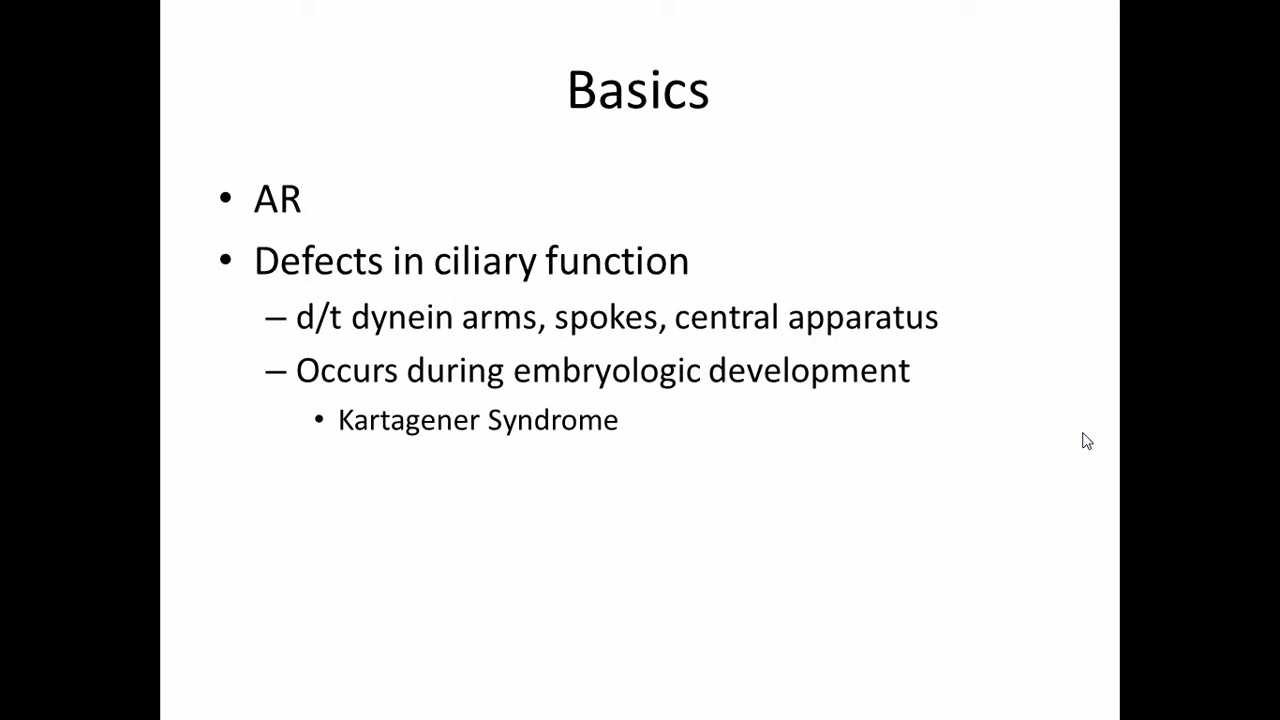 Basics
• AR
• Defects in ciliary function
– d/t dynein arms, spokes, central apparatus
– Occurs during embryologic development
• Kartagener Syndrome